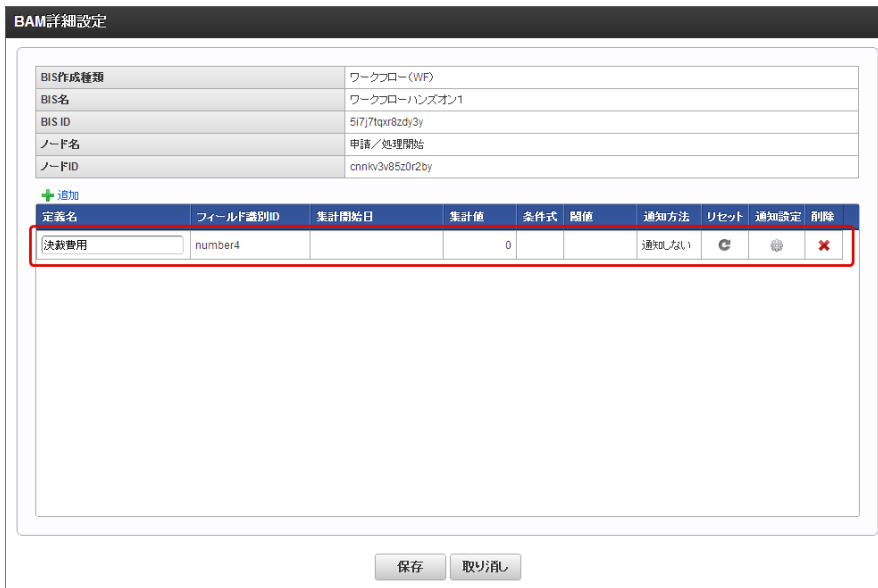 BAM詳細設定
BIS作成種類 ワークフロー(WF)
BIS名 ワークフローハンズオン1
BIS ID 5i7j7tqxr8zdy3y
ノード名 申請／処理開始
ノードID cnnkv3v85z0r2by
追加
定義名 フィールド識別ID 集計開始日 集計値 条件式 閾値 通知方法 リセット 通知設定 削除
決裁費用 number4 0 通知しない
保存 取り消し